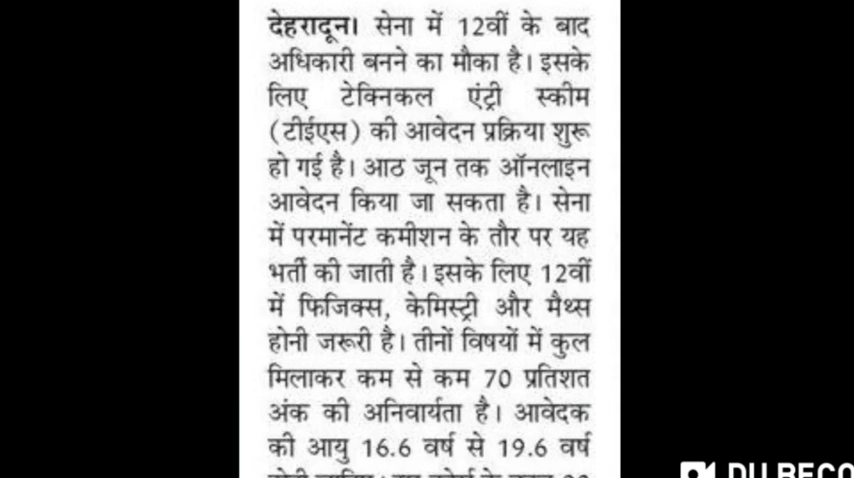 देहरादून। सेना में 12वीं के बाद
अधिकारी बनने का मौका है। इसके
लिए टेक्निकल एंट्री स्कीम
(टीईएस) की आवेदन प्रक्रिया शुरू
हो गई है। आठ जून तक ऑनलाइन
आवेदन किया जा सकता है। सेना
में परमानेंट कमीशन के तौर पर यह
भर्ती की जाती है। इसके लिए 12वीं
में फिजिक्स, केमिस्ट्री और मैथ्स
होनी जरूरी है। तीनों विषयों में कुल
मिलाकर कम से कम 70 प्रतिशत
अंक की अनिवार्यता है। आवेदक
की आयु 16.6 वर्ष से 19.6 वर्ष
DU RECO